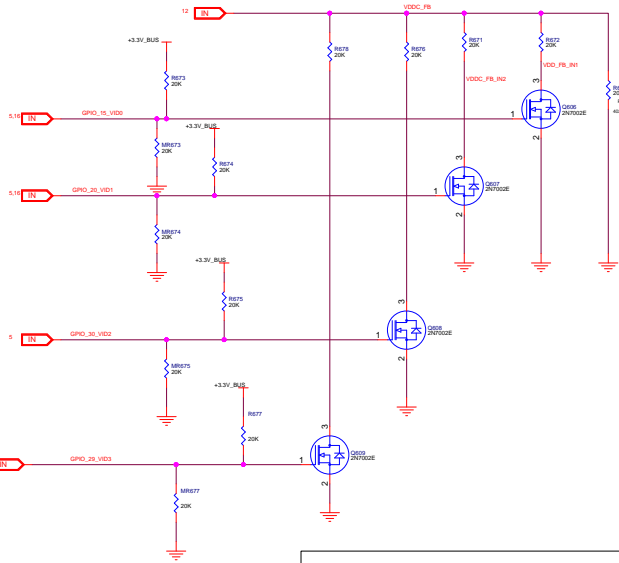 12 IN VDDC_FB
R678
20K
R676
20K
R671
20K
R672
20K
+3.3V_BUS
R673
20K
VDDC_FB_IN2
VDD_FB_IN1
3
Q606
2N7002E
1
2
5,16 IN GPIO_15_VID0
+3.3V_BUS
MR673
20K
R674
20K
3
Q607
2N7002E
1
2
5,16 IN GPIO_20_VID1
MR674
20K
+3.3V_BUS
R675
20K
3
Q608
2N7002E
1
2
5 IN GPIO_30_VID2
MR675
20K
+3.3V_BUS
R677
20K
3
Q609
2N7002E
1
2
IN GPIO_29_VID3
MR677
20K